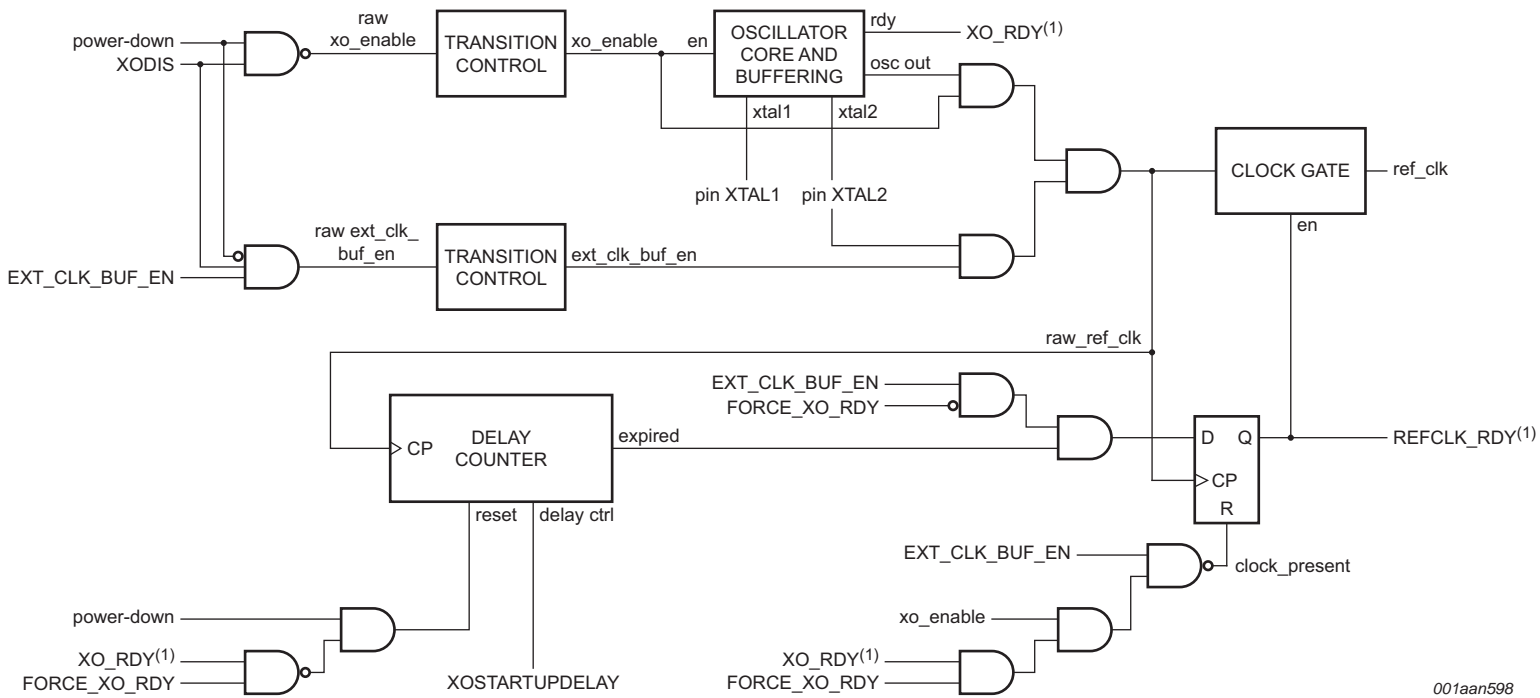 power-down
XODIS
raw
xo_enable
TRANSITION
CONTROL
xo_enable
en
OSCILLATOR
CORE AND
BUFFERING
rdy
XO_RDY(1)
osc out
xtal1
xtal2
pin XTAL1
pin XTAL2
CLOCK GATE
ref_clk
en
EXT_CLK_BUF_EN
raw ext_clk_
buf_en
TRANSITION
CONTROL
ext_clk_buf_en
raw_ref_clk
EXT_CLK_BUF_EN
FORCE_XO_RDY
CP
DELAY
COUNTER
expired
reset
delay ctrl
D
Q
CP
R
REFCLK_RDY(1)
EXT_CLK_BUF_EN
clock_present
power-down
XO_RDY(1)
FORCE_XO_RDY
XOSTARTUPDELAY
xo_enable
XO_RDY(1)
FORCE_XO_RDY
001aan598